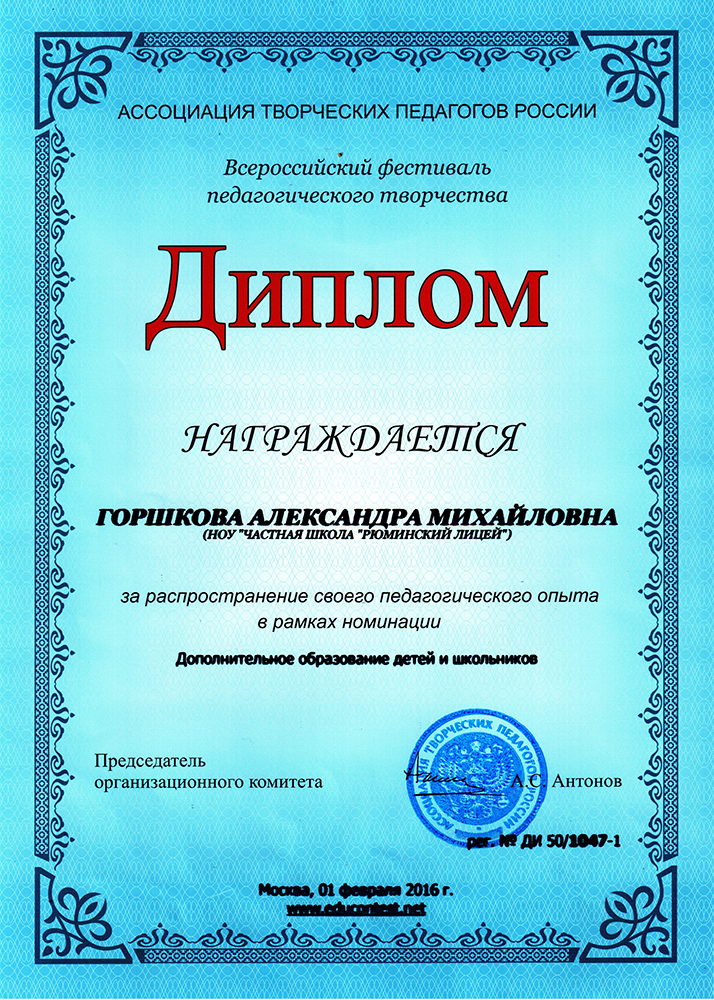 АССОЦИАЦИЯ ТВОРЧЕСКИХ ПЕДАГОГОВ РОССИИ
Всероссийский фестиваль
педагогического творчества
Диплом
НАГРАЖДАЕТСЯ
ГОРШКОВА АЛЕКСАНДРА МИХАЙЛОВНА
(НОУ "ЧАСТНАЯ ШКОЛА "РЮМИНСКИЙ ЛИЦЕЙ")
за распространение своего педагогического опыта
в рамках номинации
Дополнительное образование детей и школьников
АССОЦИАЦИЯ ТВОРЧЕСКИХ ПЕДАГОГОВ РОССИИ
Председатель
организационного комитета
А.С. Антонов
рег. № ДИ 50/1047-1
Москва, 01 февраля 2016 г.
www.educontest.net